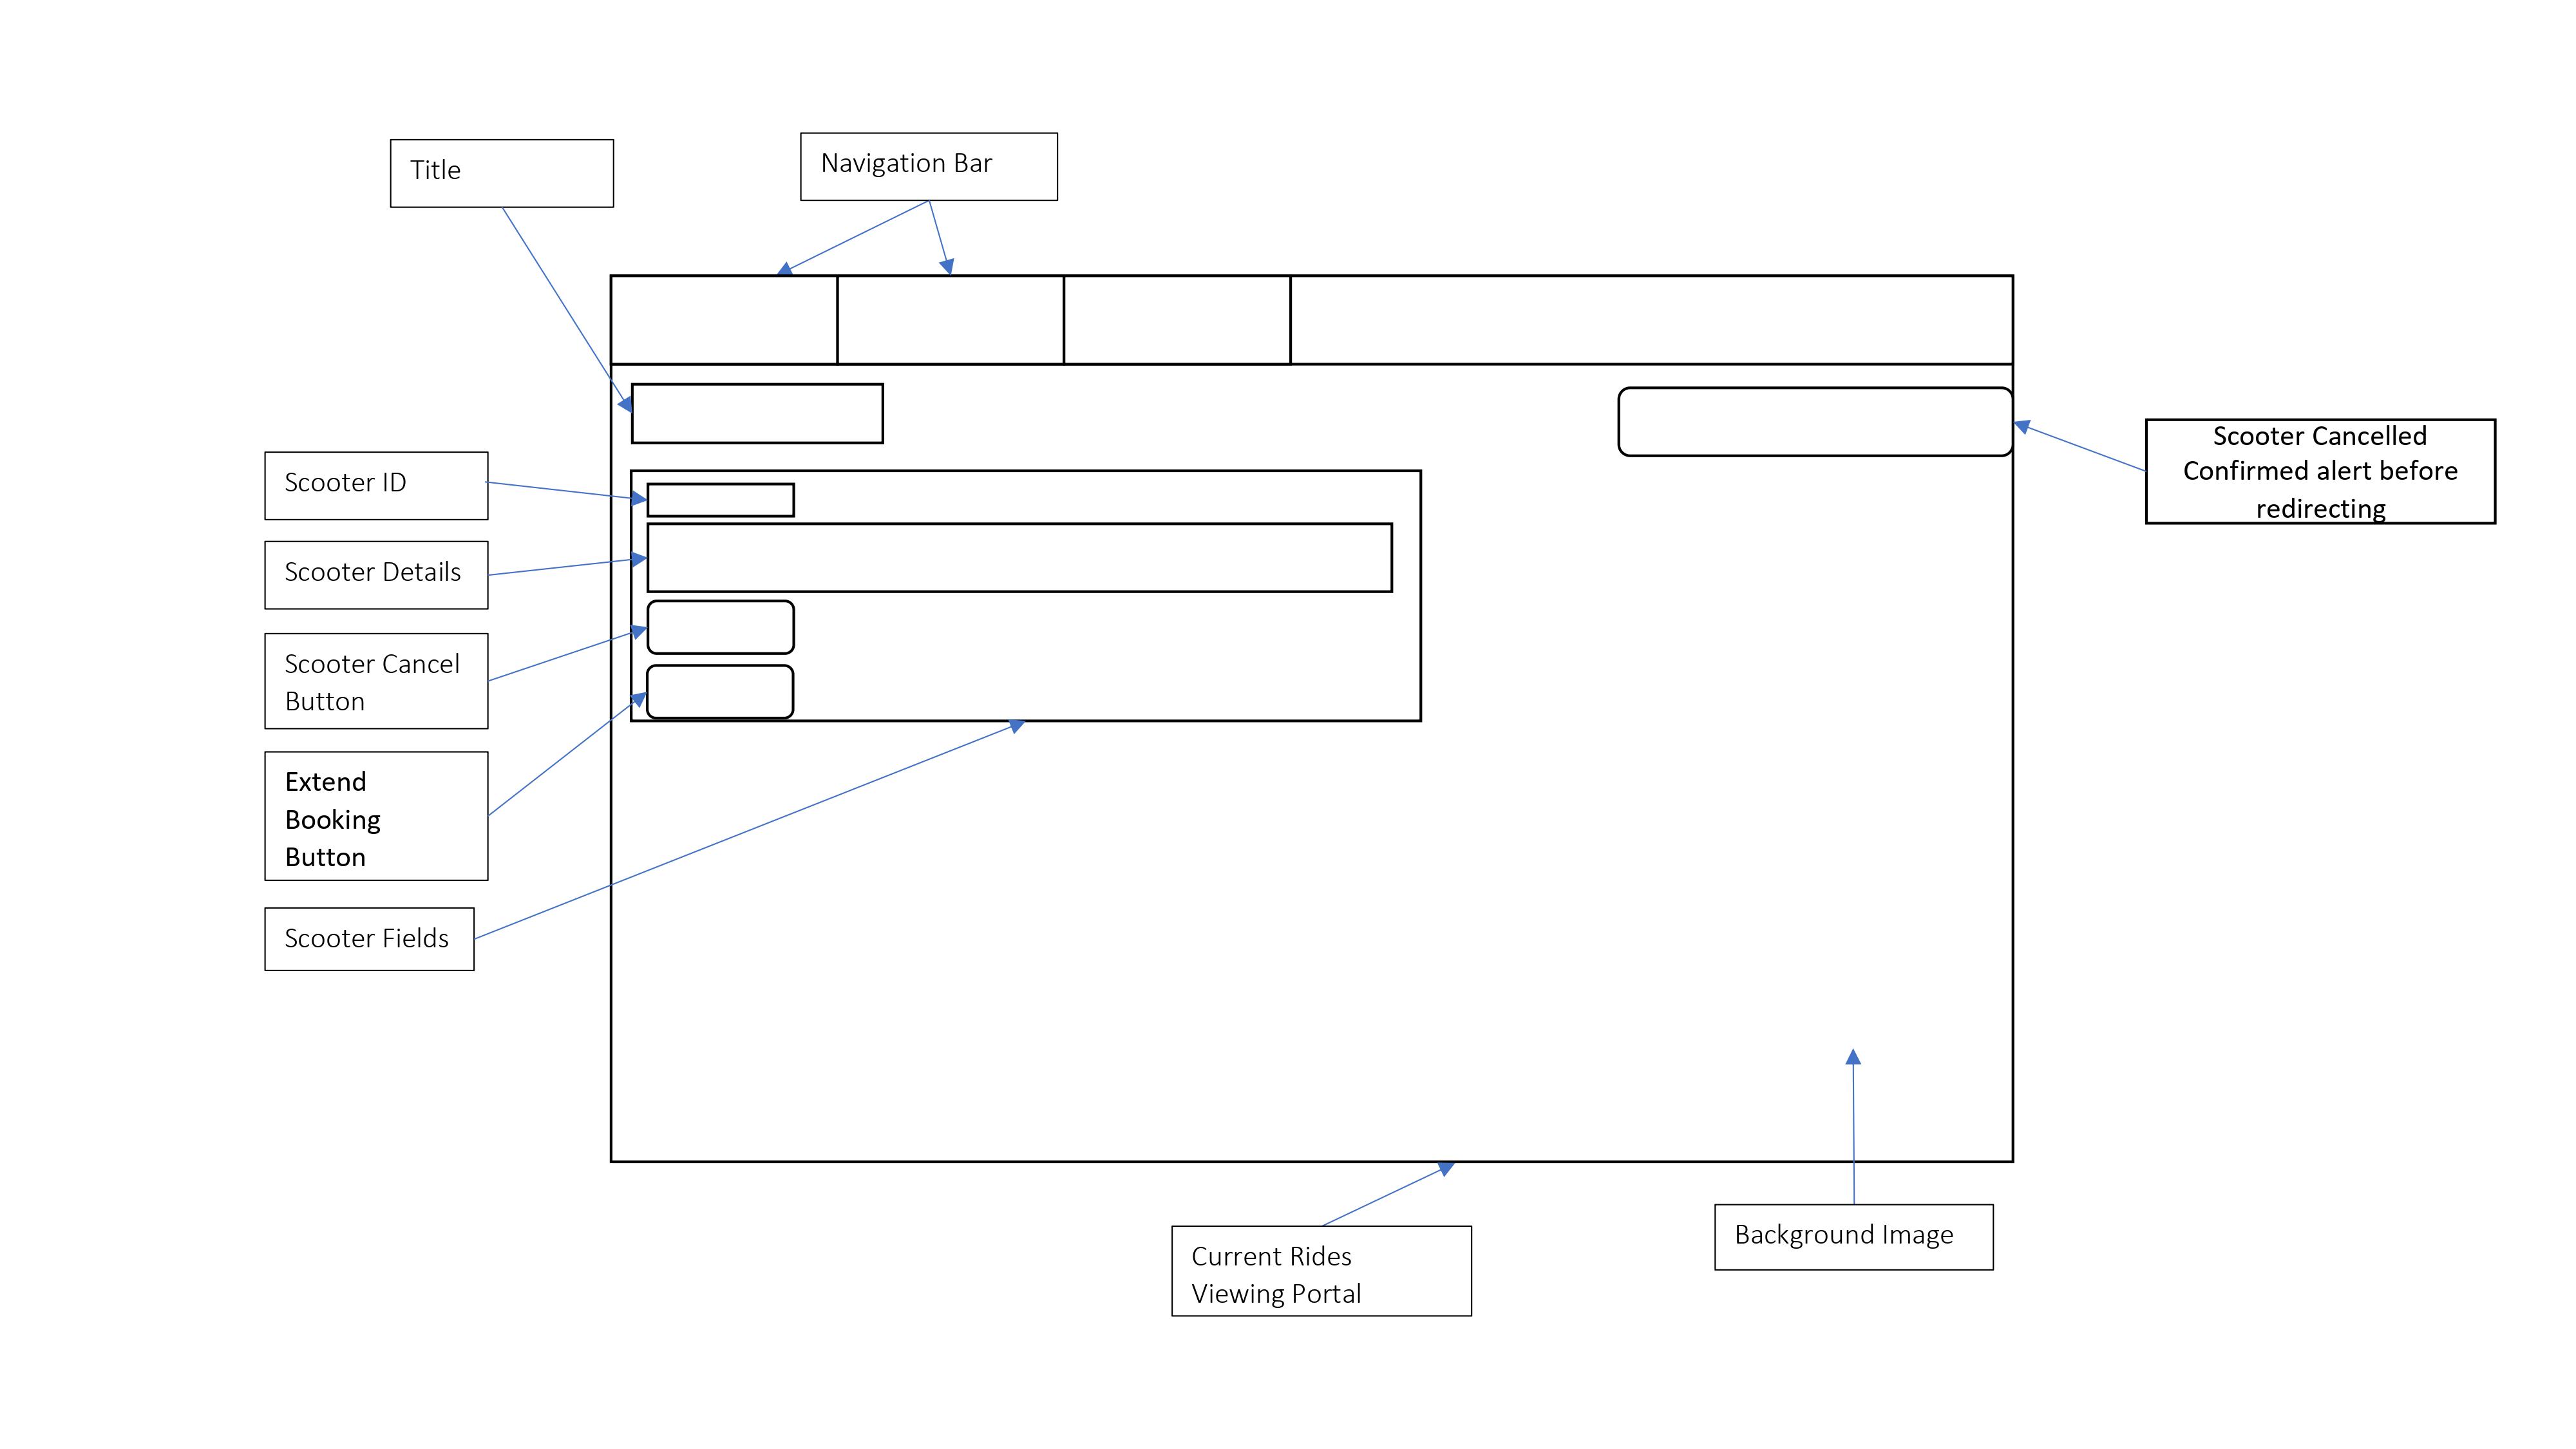 Title
Navigation Bar
Scooter Cancelled
Confirmed alert before
redirecting
Scooter ID
Scooter Details
Scooter Cancel
Button
Extend
Booking
Button
Scooter Fields
Current Rides
Viewing Portal
Background Image